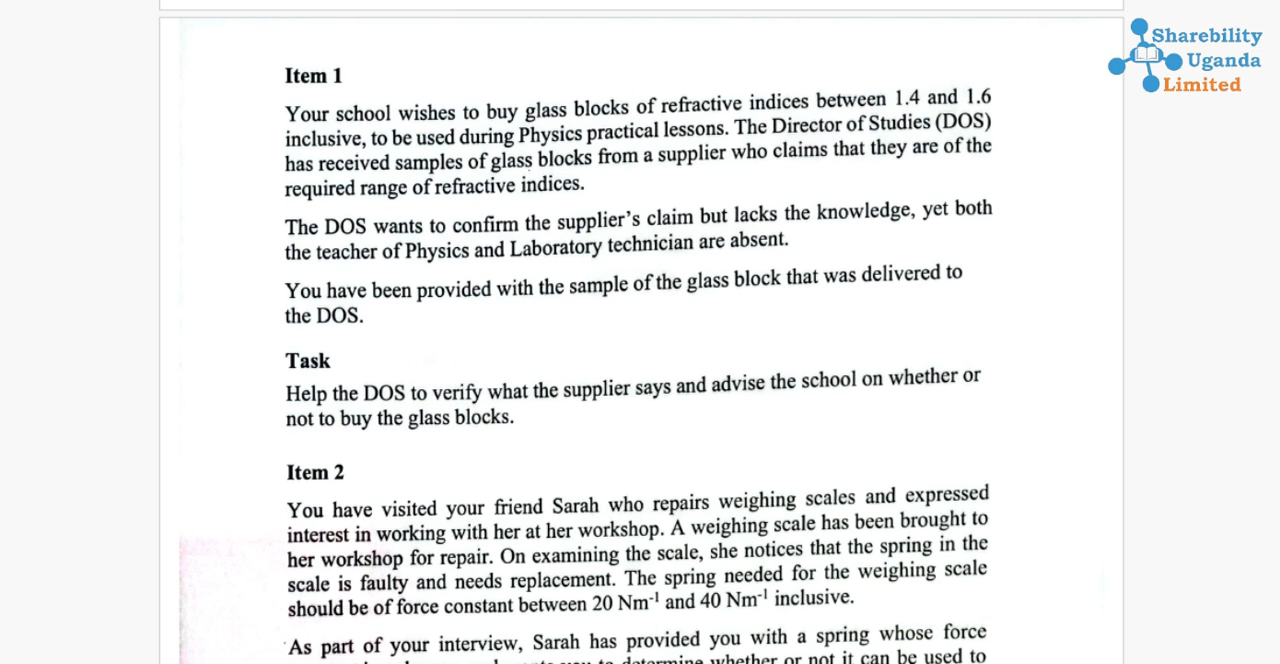 Sharebility
Uganda
Limited
Item 1
Your school wishes to buy glass blocks of refractive indices between 1.4 and 1.6
inclusive, to be used during Physics practical lessons. The Director of Studies (DOS)
has received samples of glass blocks from a supplier who claims that they are of the
required range of refractive indices.
The DOS wants to confirm the supplier's claim but lacks the knowledge, yet both
the teacher of Physics and Laboratory technician are absent.
You have been provided with the sample of the glass block that was delivered to
the DOS.
Task
Help the DOS to verify what the supplier says and advise the school on whether or
not to buy the glass blocks.
Item 2
You have visited your friend Sarah who repairs weighing scales and expressed
interest in working with her at her workshop. A weighing scale has been brought to
her workshop for repair. On examining the scale, she notices that the spring in the
scale is faulty and needs replacement. The spring needed for the weighing scale
should be of force constant between 20 Nm⁻¹ and 40 Nm⁻¹ inclusive.
As part of your interview, Sarah has provided you with a spring whose force
to determine whether or not it can be used to